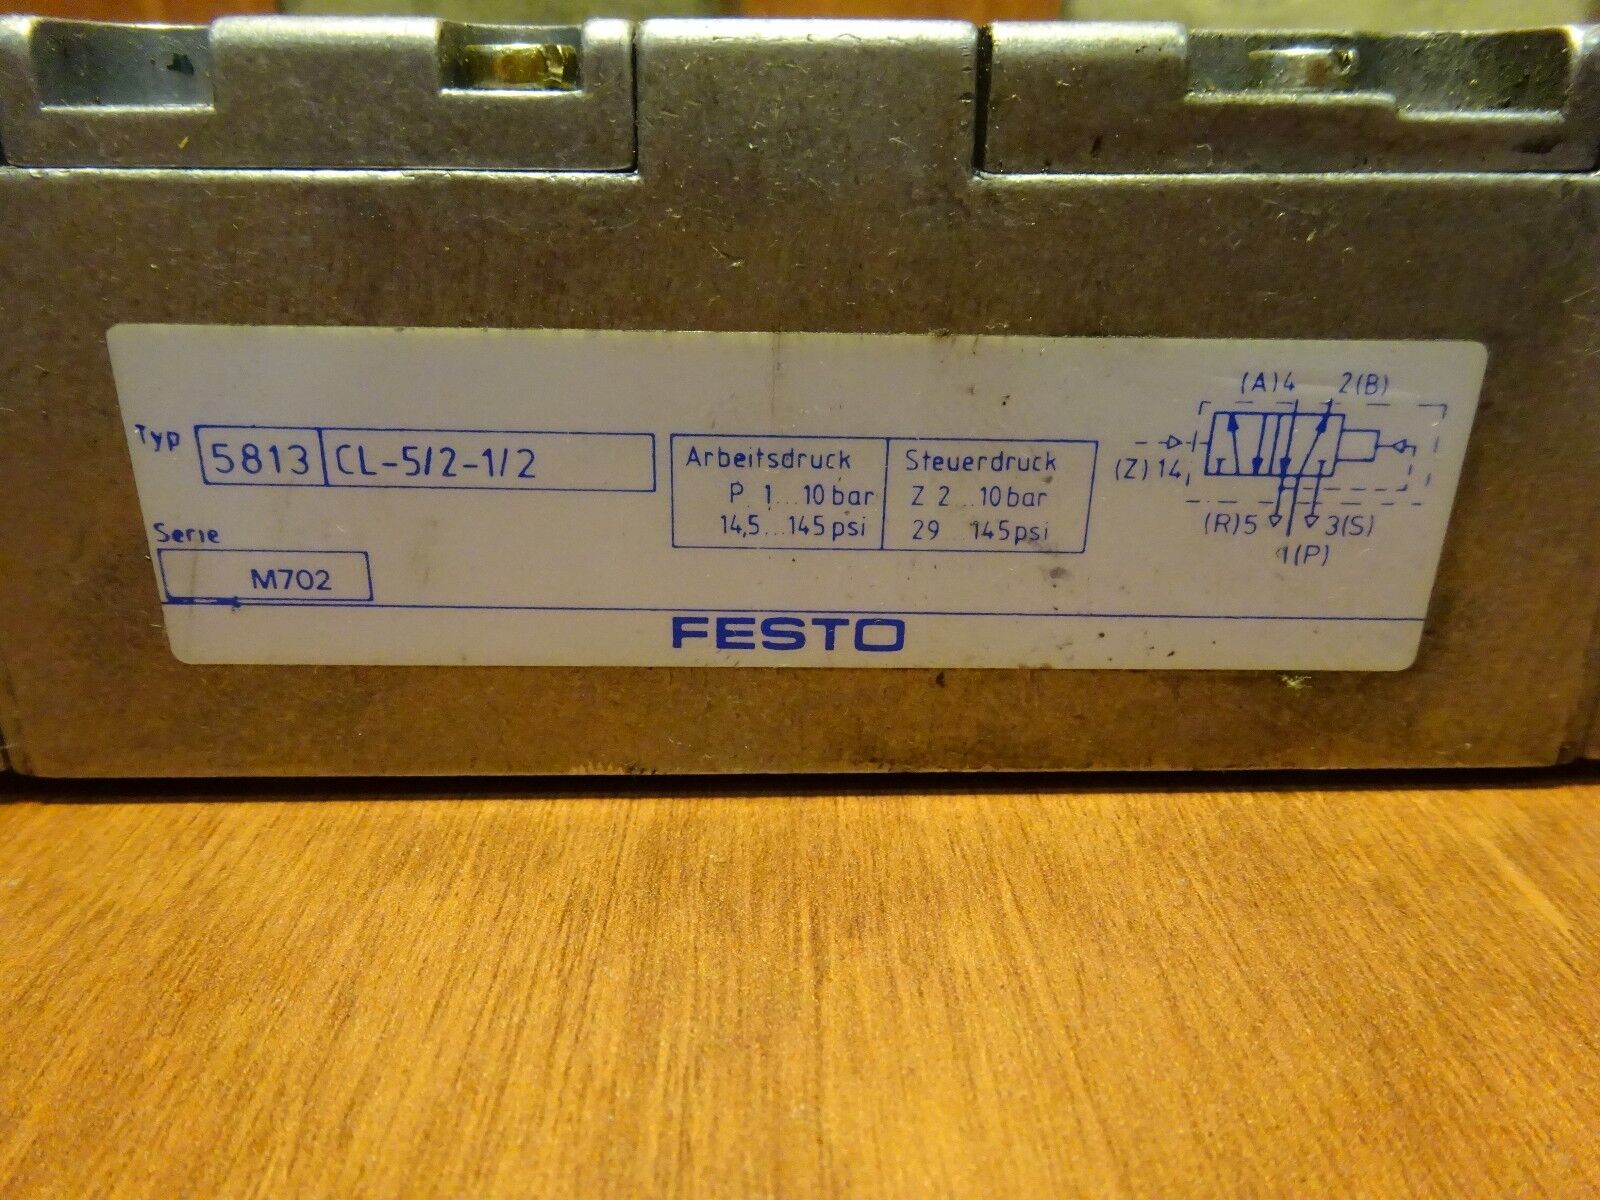 Typ 5813 CL-5/2-1/2
Serie
M702
Arbeitsdruck
P 1...10 bar
14,5...145 psi
Steuerdruck
Z 2...10 bar
29 145 psi
(A)4 2(B)
(Z)14
(R)5 3(S)
1(P)
FESTO